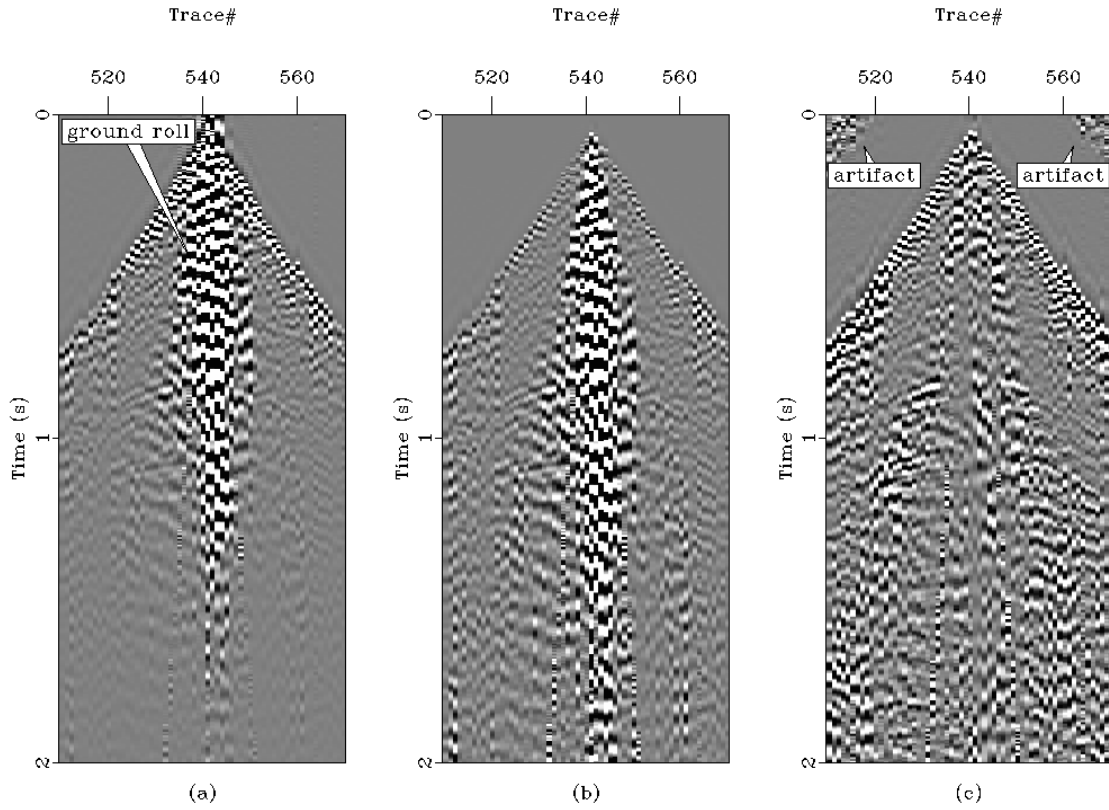 Trace# Trace# Trace#
520 540 560 520 540 560 520 540 560
0 0 0
ground roll
artifact artifact
Time (s) Time (s) Time (s)
1 1 1
2 2 2
(a) (b) (c)